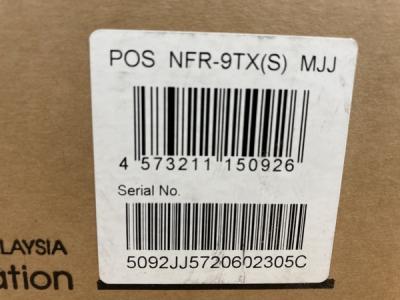 POS NFR-9TX(S) MJJ
4 573211 150926
Serial No.
5092JJ5720602305C
ALAYSIA
ation